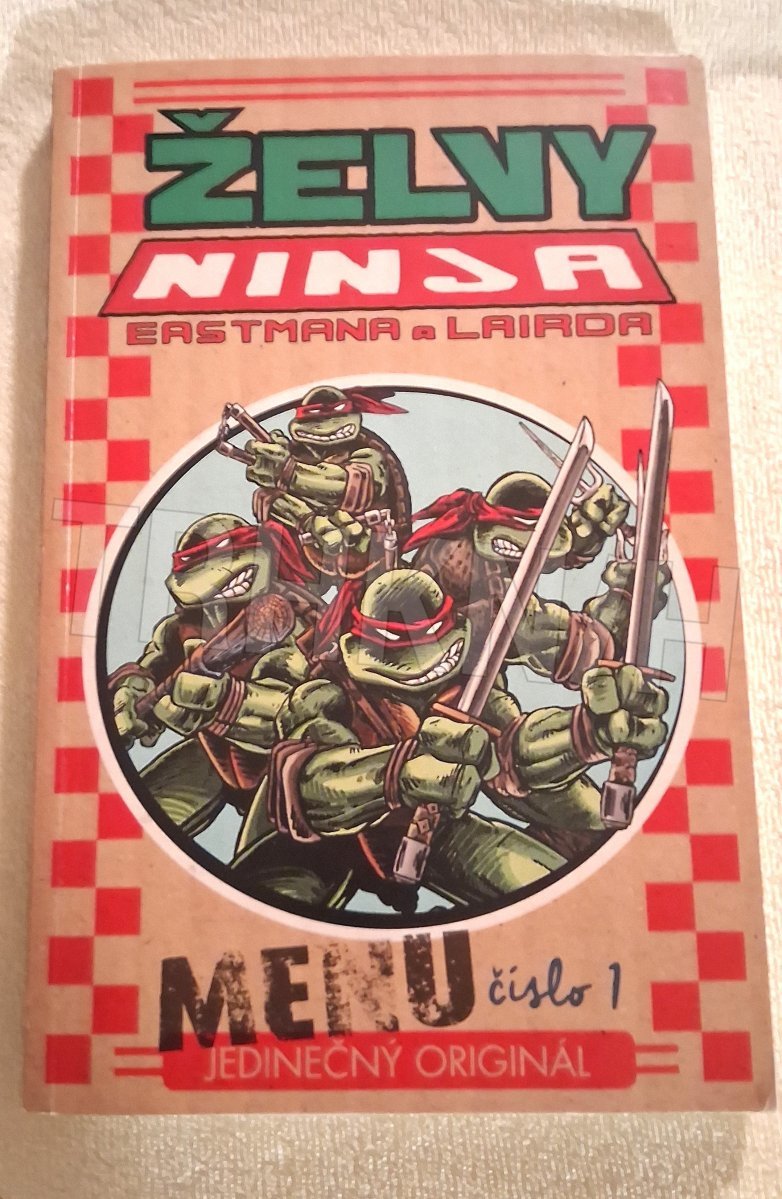 ŽELVY
NINJA
EASTMANA a LAIRDA
MENU číslo 1
JEDINEČNÝ ORIGINÁL